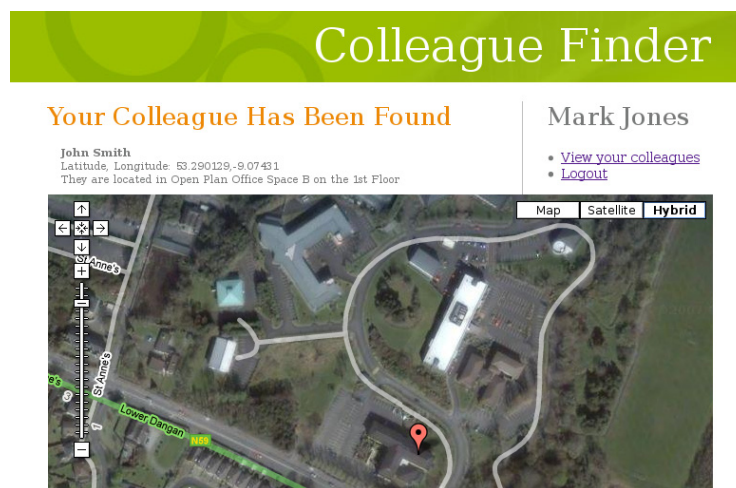 Colleague Finder
Your Colleague Has Been Found
Mark Jones
John Smith
Latitude, Longitude: 53.290129,-9.07431
They are located in Open Plan Office Space B on the 1st Floor
View your colleagues
Logout
Map Satellite Hybrid
St Anne's
St Anne's
Lower Dangan
N59